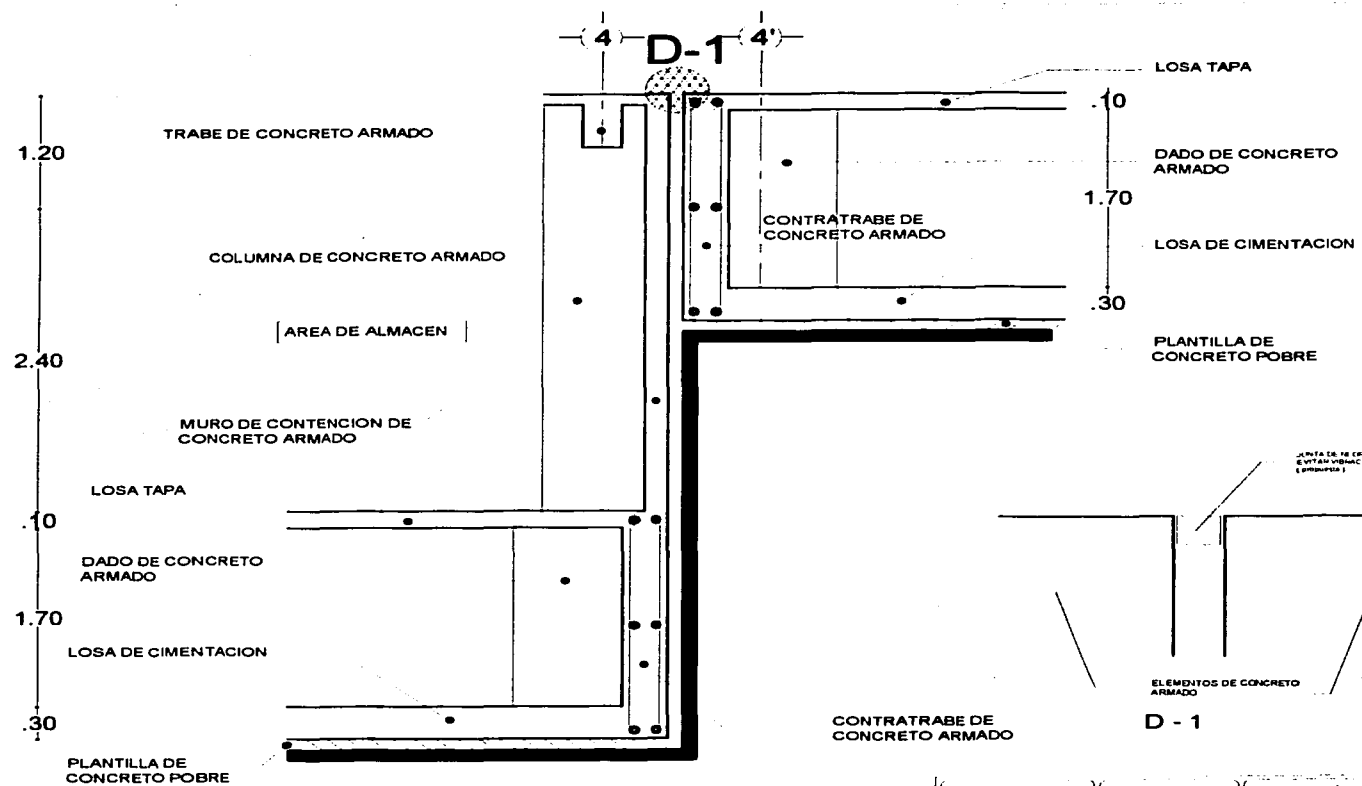 4
D-1
4'
LOSA TAPA
.10
TRABE DE CONCRETO ARMADO
1.20
DADO DE CONCRETO
ARMADO
1.70
CONTRATRABE DE
CONCRETO ARMADO
LOSA DE CIMENTACION
COLUMNA DE CONCRETO ARMADO
.30
AREA DE ALMACEN
PLANTILLA DE
CONCRETO POBRE
2.40
MURO DE CONTENCION DE
CONCRETO ARMADO
JUNTA DE
EVITAR
LOSA TAPA
.10
DADO DE CONCRETO
ARMADO
1.70
LOSA DE CIMENTACION
ELEMENTOS DE CONCRETO
ARMADO
.30
CONTRATRABE DE
CONCRETO ARMADO
D - 1
PLANTILLA DE
CONCRETO POBRE